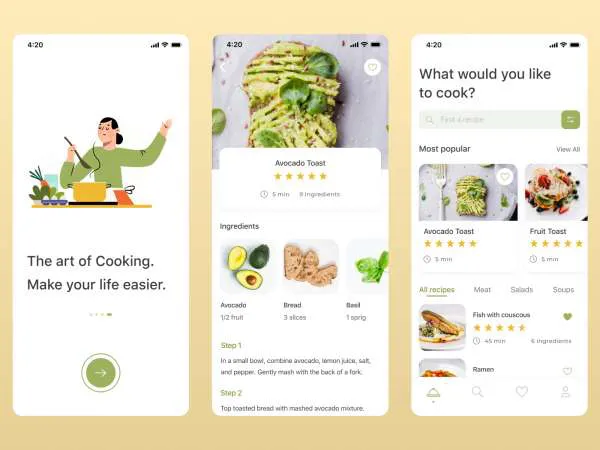 4:20
The art of Cooking.
Make your life easier.
4:20
Avocado Toast
5 min
9 Ingredients
Ingredients
Avocado
1/2 fruit
Bread
3 slices
Basil
1 sprig
Step 1
In a small bowl, combine avocado, lemon juice, salt,
and pepper. Gently mash with the back of a fork.
Step 2
Top toasted bread with mashed avocado mixture.
4:20
What would you like
to cook?
Find a recipe
Most popular
View All
Avocado Toast
5 min
Fruit Toast
5 min
All recipes
Meat
Salads
Soups
Fish with couscous
45 min
6 ingredients
Ramen